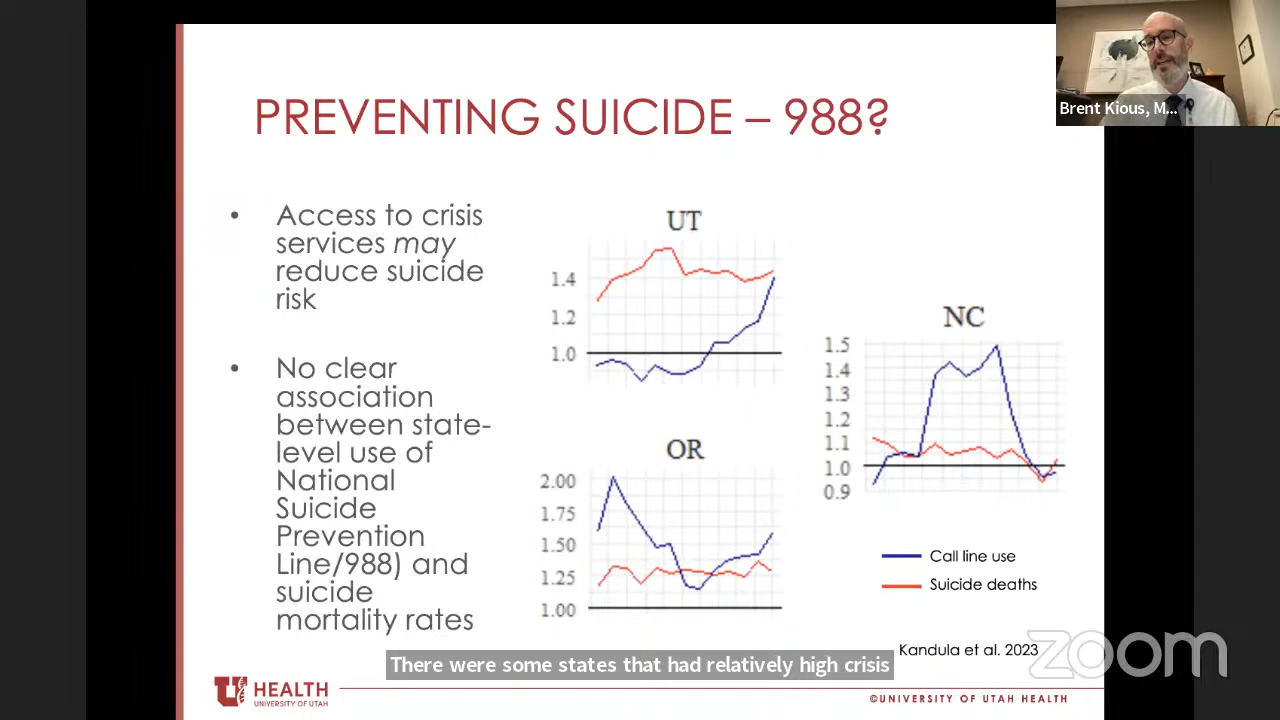 PREVENTING SUICIDE – 988?
Brent Kious, M...
• Access to crisis
services may
reduce suicide
risk
• No clear
association
between state-
level use of
National
Suicide
Prevention
Line/988) and
suicide
mortality rates
UT
1.4
1.2
1.0
OR
2.00
1.75
1.50
1.25
1.00
NC
1.5
1.4
1.3
1.2
1.1
1.0
0.9
Call line use
Suicide deaths
Kandula et al. 2023
zoom
There were some states that had relatively high crisis
U HEALTH
UNIVERSITY OF UTAH
©UNIVERSITY OF UTAH HEALTH